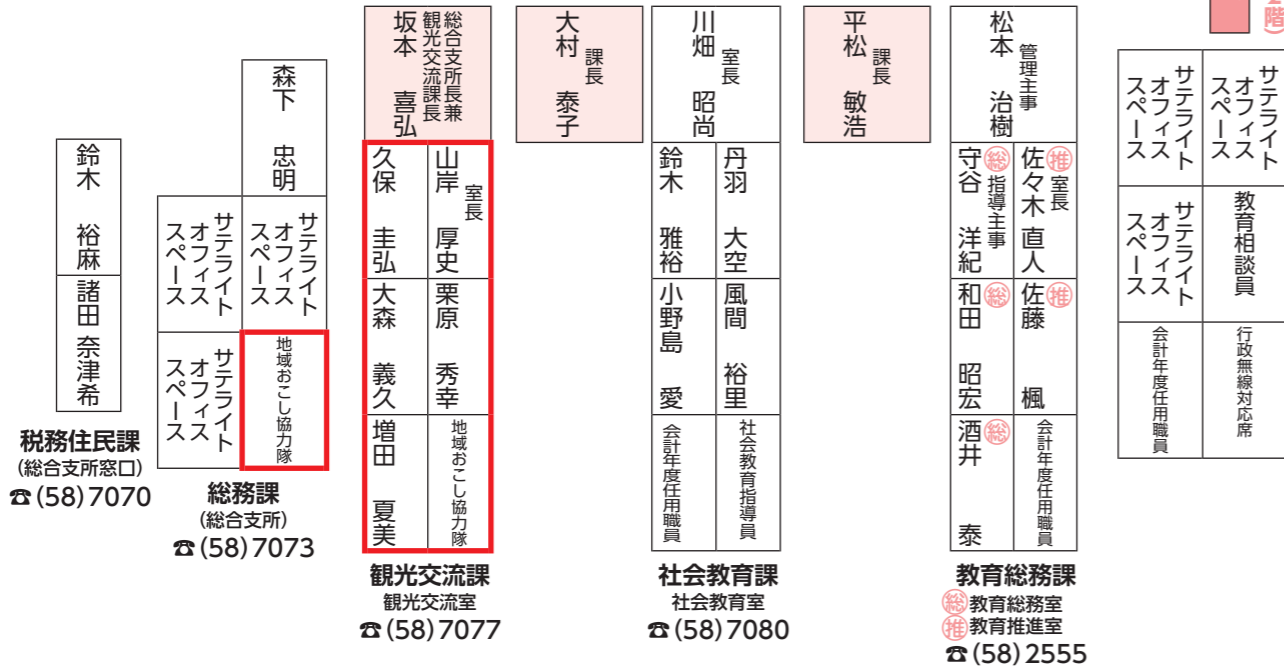 鈴木 裕麻
諸田 奈津希
税務住民課
(総合支所窓口)
☎(58)7070
森下 忠明
サテライト
オフィス
スペース
サテライト
オフィス
スペース
サテライト
オフィス
スペース
地域おこし協力隊
総務課
(総合支所)
☎(58)7073
総合支所長兼
観光交流課長
坂本 喜弘
室長
山岸 厚史
久保 圭弘
栗原 秀幸
大森 義久
地域おこし協力隊
増田 夏美
観光交流課
観光交流室
☎(58)7077
課長
大村 泰子
室長
川畑 昭尚
丹羽 大空
鈴木 雅裕
風間 裕里
小野島 愛
社会教育指導員
会計年度任用職員
社会教育課
社会教育室
☎(58)7080
課長
平松 敏浩
管理主事
松本 治樹
推 室長
佐々木 直人
総 指導主事
守谷 洋紀
推
佐藤 楓
総
和田 昭宏
会計年度任用職員
総
酒井 泰
教育総務課
総 教育総務室
推 教育推進室
☎(58)2555
サテライト
オフィス
スペース
サテライト
オフィス
スペース
教育相談員
サテライト
オフィス
スペース
行政無線対応席
会計年度任用職員